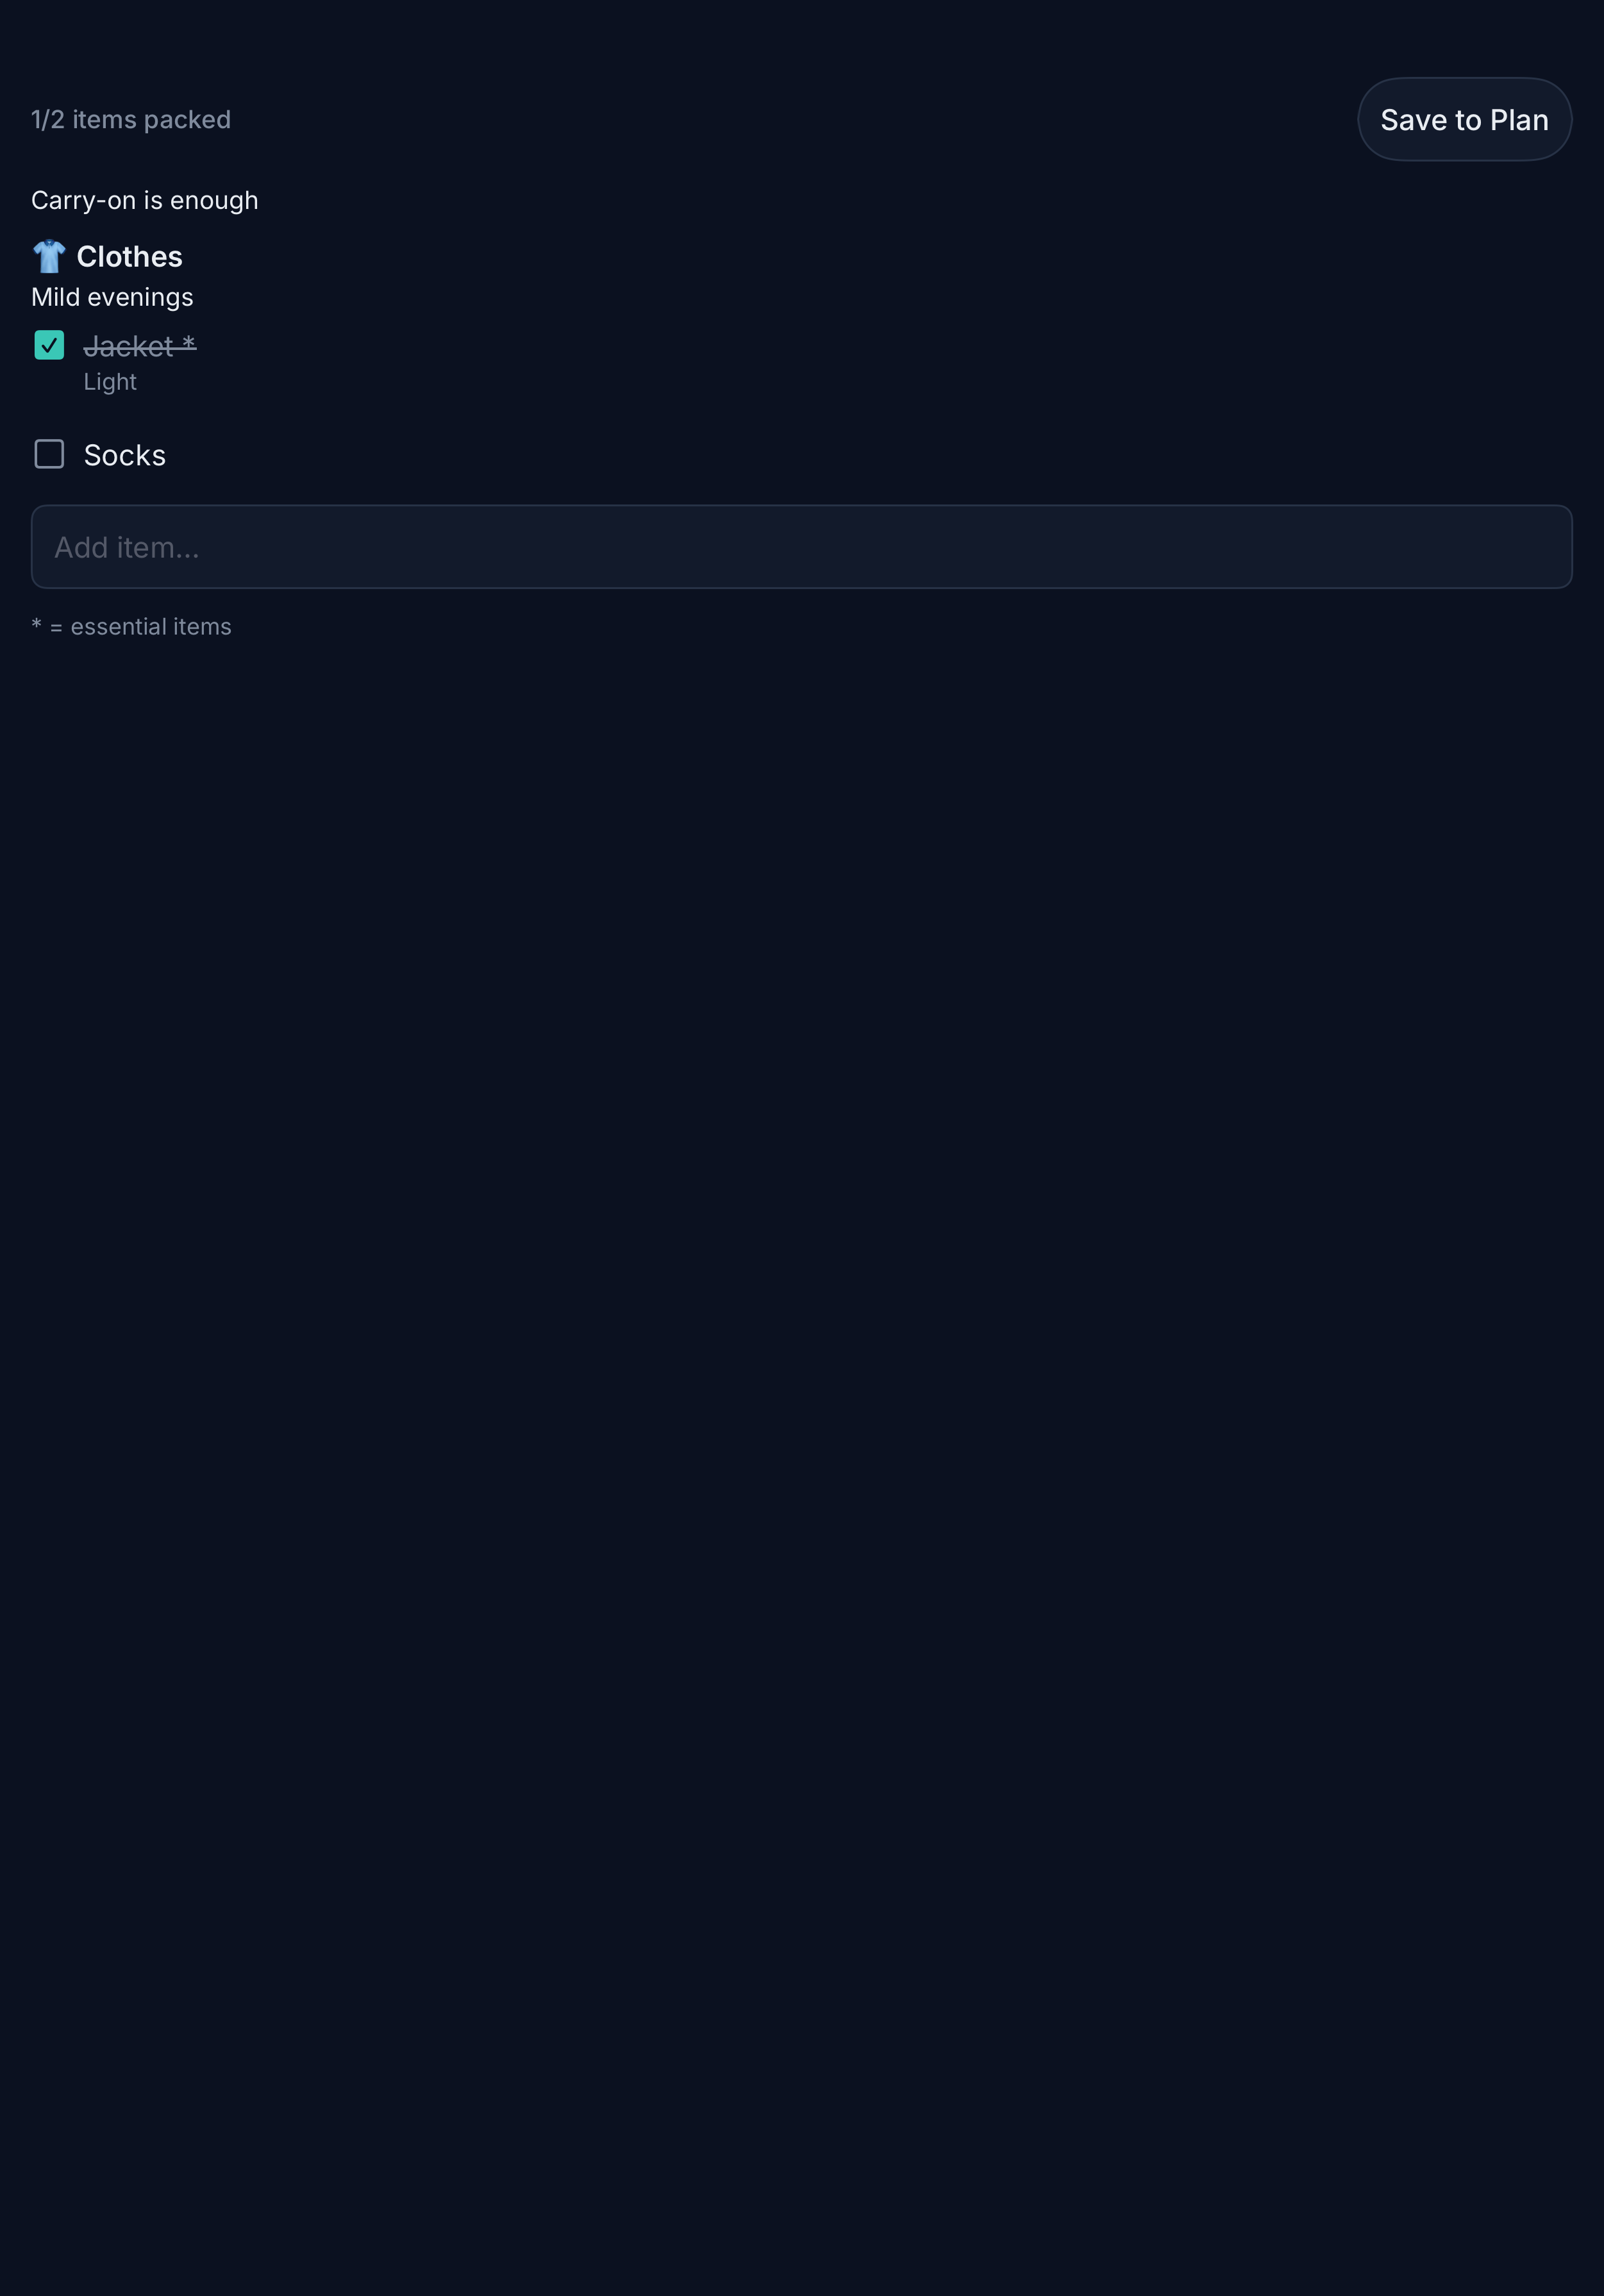 1/2 items packed
Save to Plan
Carry-on is enough
👕 Clothes
Mild evenings
Jacket *
Light
Socks
Add item...
* = essential items